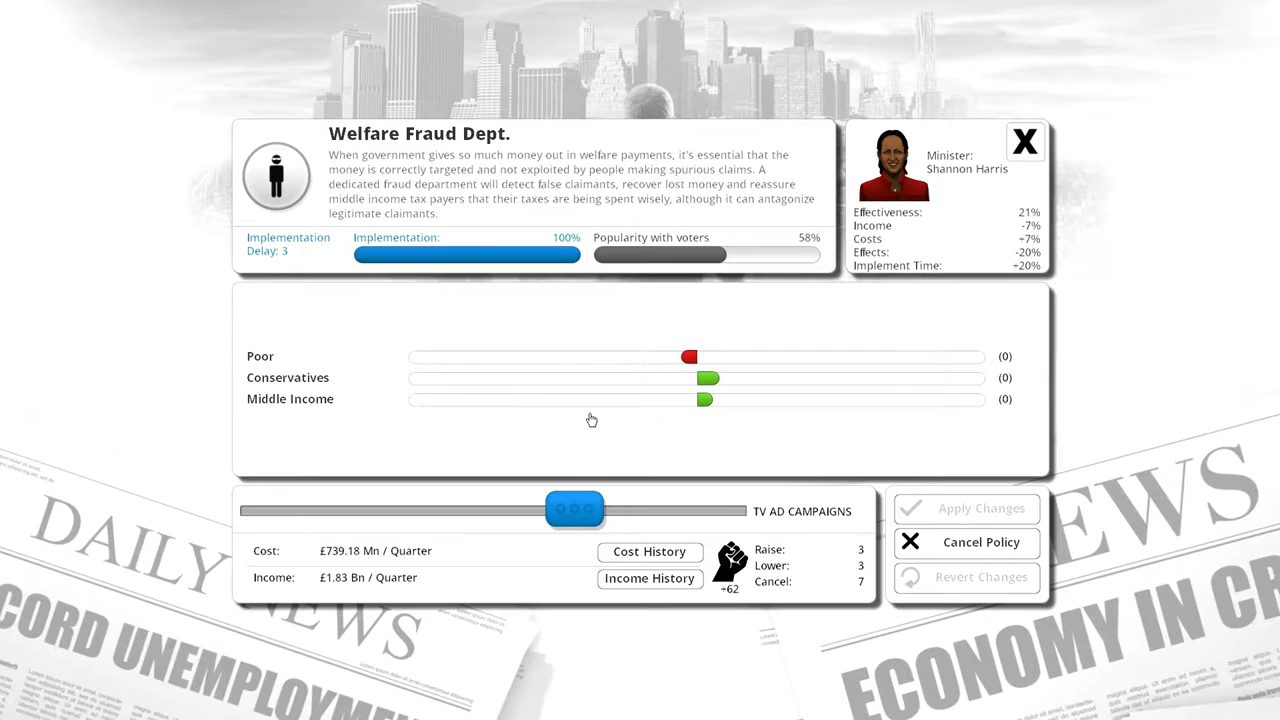 Welfare Fraud Dept.
When government gives so much money out in welfare payments, it's essential that the
money is correctly targeted and not exploited by people making spurious claims. A
dedicated fraud department will detect false claimants, recover lost money and reassure
middle income tax payers that their taxes are being spent wisely, although it can antagonize
legitimate claimants.
Implementation
Delay: 3
Implementation: 100%
Popularity with voters 58%
X
Minister:
Shannon Harris
Effectiveness: 21%
Income -7%
Costs +7%
Effects: -20%
Implement Time: +20%
Poor (0)
Conservatives (0)
Middle Income (0)
TV AD CAMPAIGNS
Cost: £739.18 Mn / Quarter
Cost History
Income: £1.83 Bn / Quarter
Income History
+62
Raise: 3
Lower: 3
Cancel: 7
Apply Changes
Cancel Policy
Revert Changes
DAILY NEWS
CORD UNEMPLOYMEN
NEWS
ECONOMY IN CR